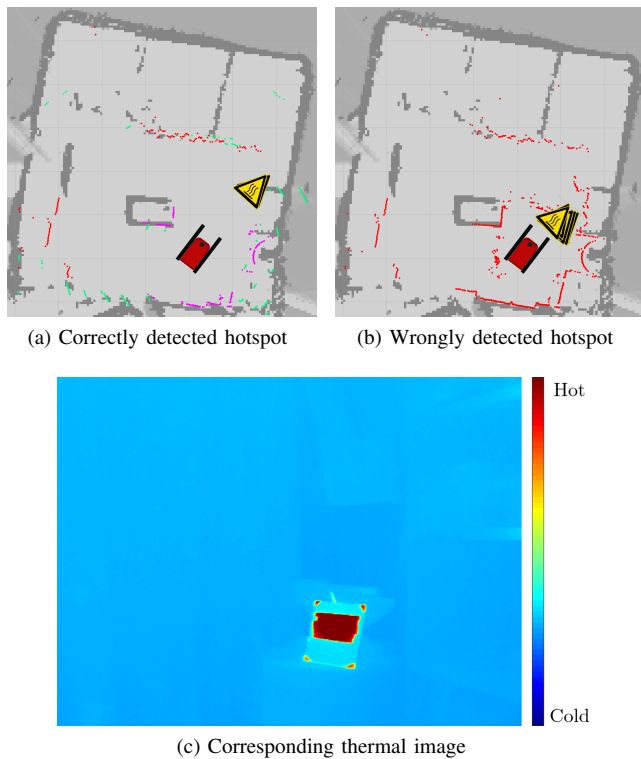 (a) Correctly detected hotspot
(b) Wrongly detected hotspot
Hot
Cold
(c) Corresponding thermal image